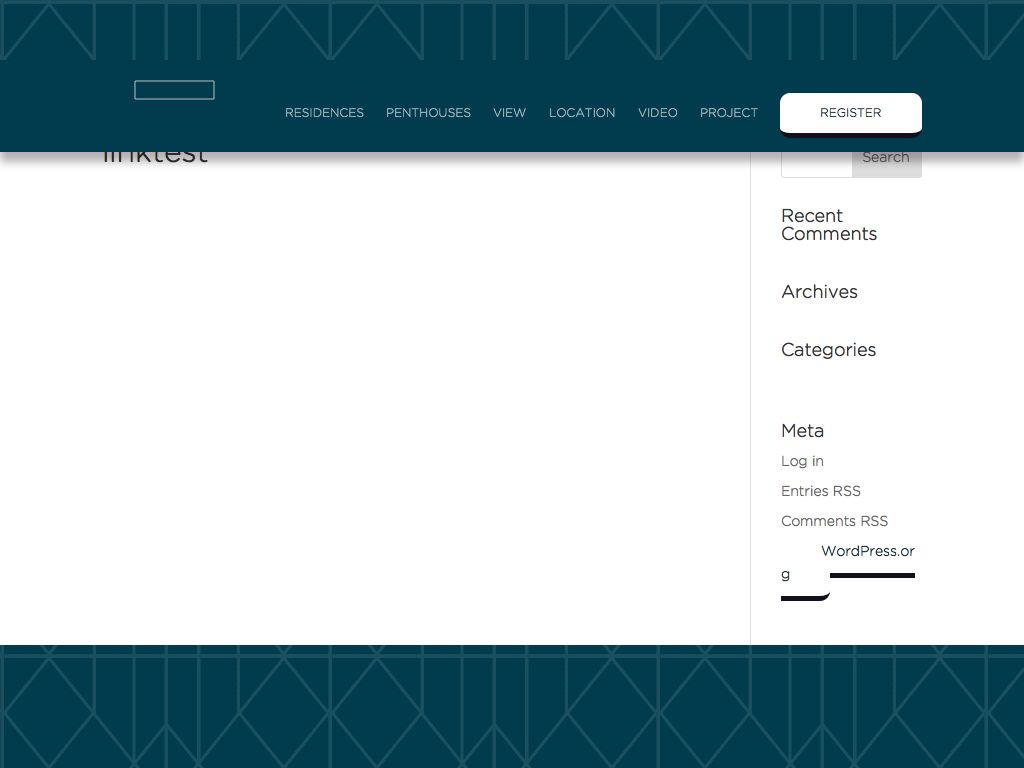 RESIDENCES PENTHOUSES VIEW LOCATION VIDEO PROJECT REGISTER
linktest
Search
Recent
Comments
Archives
Categories
Meta
Log in
Entries RSS
Comments RSS
WordPress.or
g